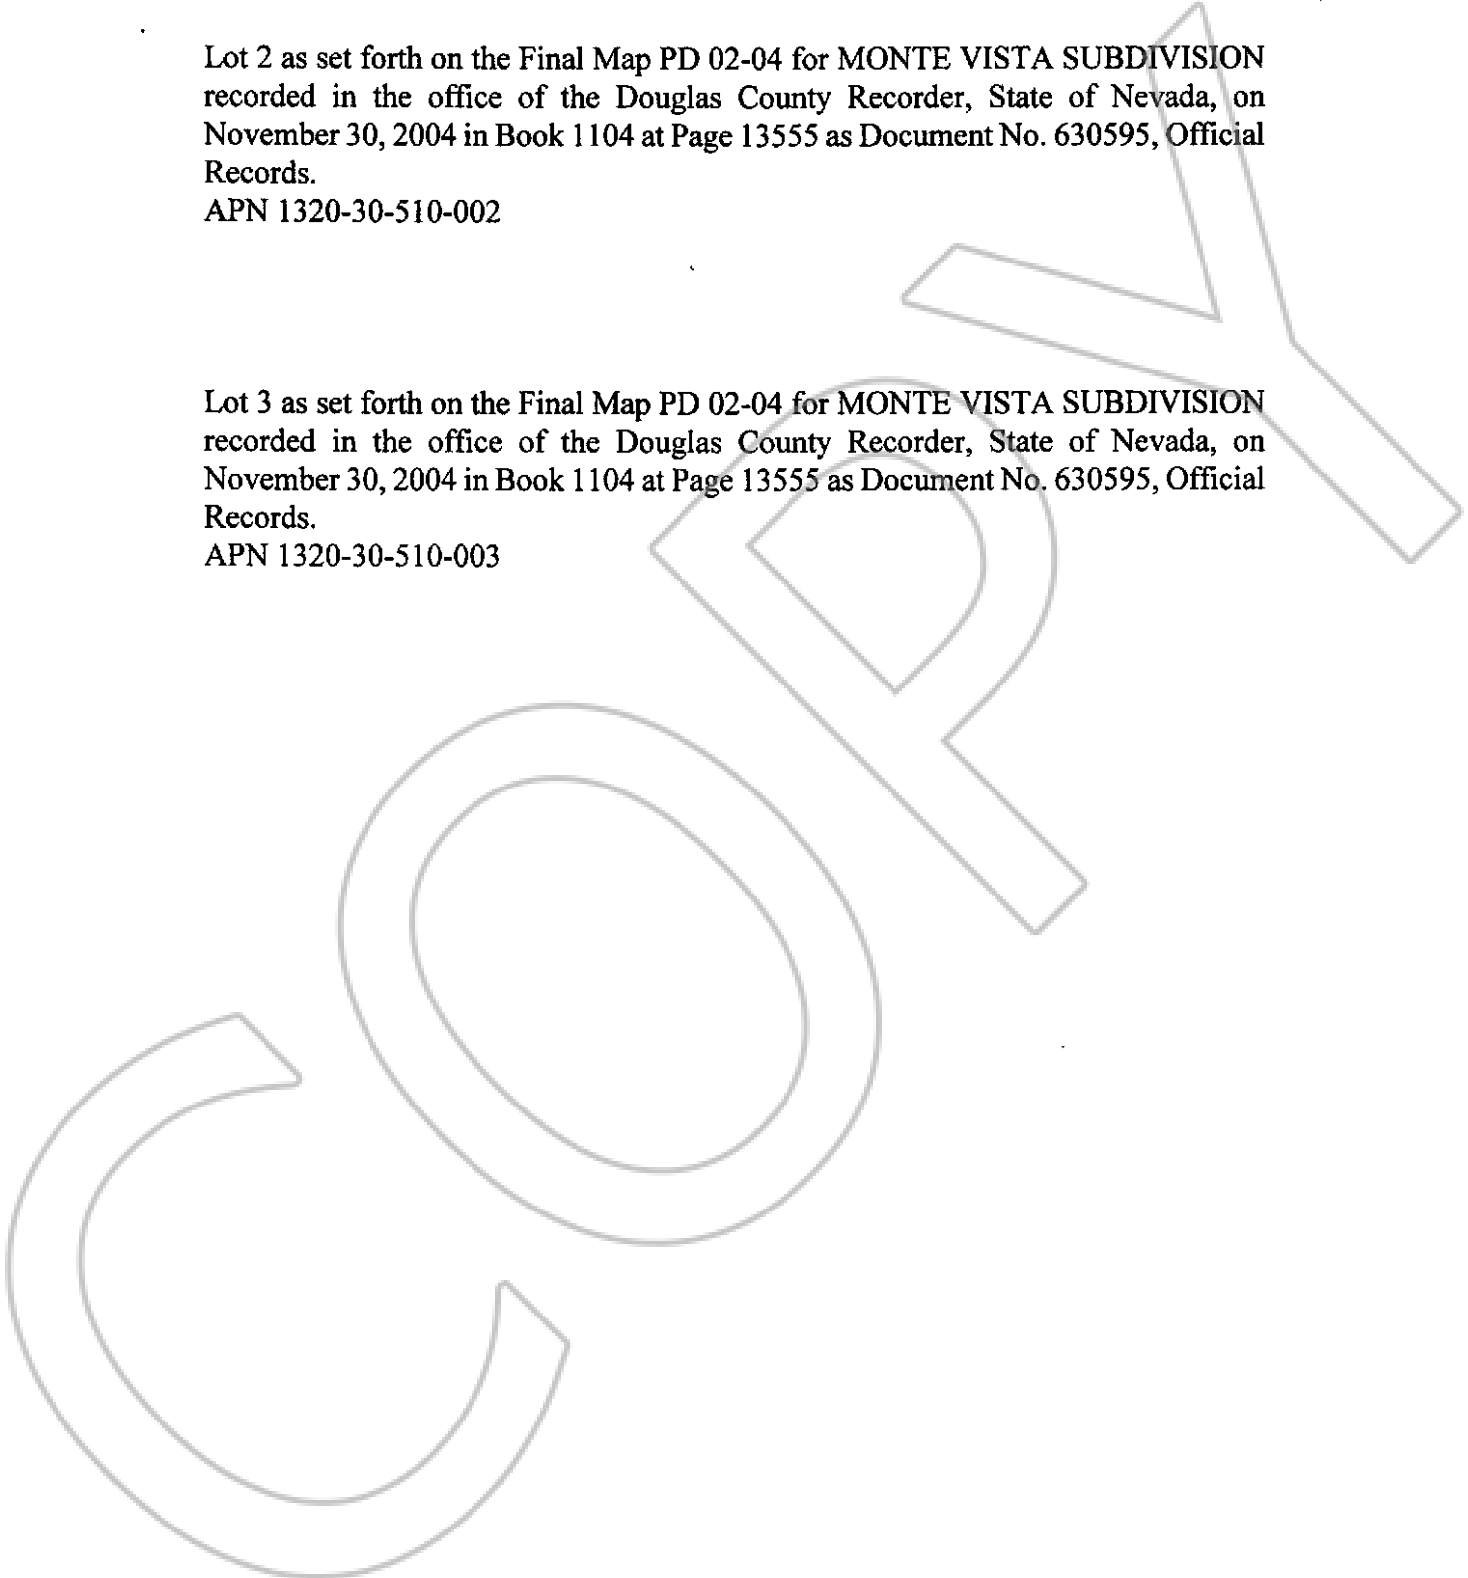 Lot 2 as set forth on the Final Map PD 02-04 for MONTE VISTA SUBDIVISION
recorded in the office of the Douglas County Recorder, State of Nevada, on
November 30, 2004 in Book 1104 at Page 13555 as Document No. 630595, Official
Records.
APN 1320-30-510-002
Lot 3 as set forth on the Final Map PD 02-04 for MONTE VISTA SUBDIVISION
recorded in the office of the Douglas County Recorder, State of Nevada, on
November 30, 2004 in Book 1104 at Page 13555 as Document No. 630595, Official
Records.
APN 1320-30-510-003
COPY